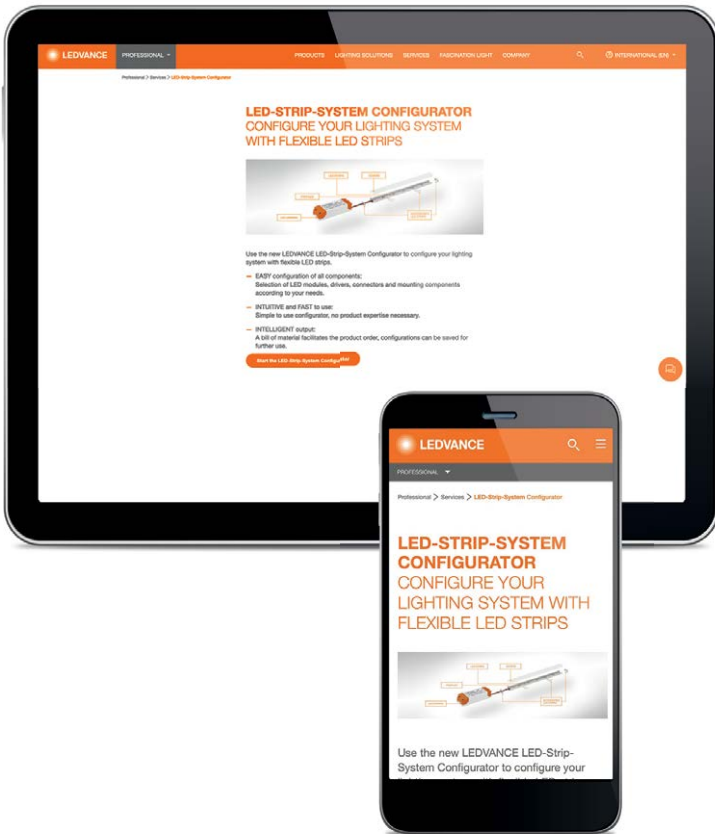 LEDVANCE
PROFESSIONAL
PRODUCTS LIGHTING SOLUTIONS SERVICES FASCINATION LIGHT COMPANY
INTERNATIONAL (EN)
Professional > Services > LED-Strip-System Configurator
LED-STRIP-SYSTEM CONFIGURATOR
CONFIGURE YOUR LIGHTING SYSTEM
WITH FLEXIBLE LED STRIPS
Use the new LEDVANCE LED-Strip-System Configurator to configure your lighting
system with flexible LED strips.
EASY configuration of all components:
Selection of LED modules, drivers, connectors and mounting components
according to your needs.
INTUITIVE and FAST to use:
Simple to use configurator, no product expertise necessary.
INTELLIGENT output:
A bill of material facilitates the product order, configurations can be saved for
further use.
Start the LED-Strip-System Configurator
LEDVANCE
PROFESSIONAL
Professional > Services > LED-Strip-System Configurator
LED-STRIP-SYSTEM
CONFIGURATOR
CONFIGURE YOUR
LIGHTING SYSTEM WITH
FLEXIBLE LED STRIPS
Use the new LEDVANCE LED-Strip-
System Configurator to configure your